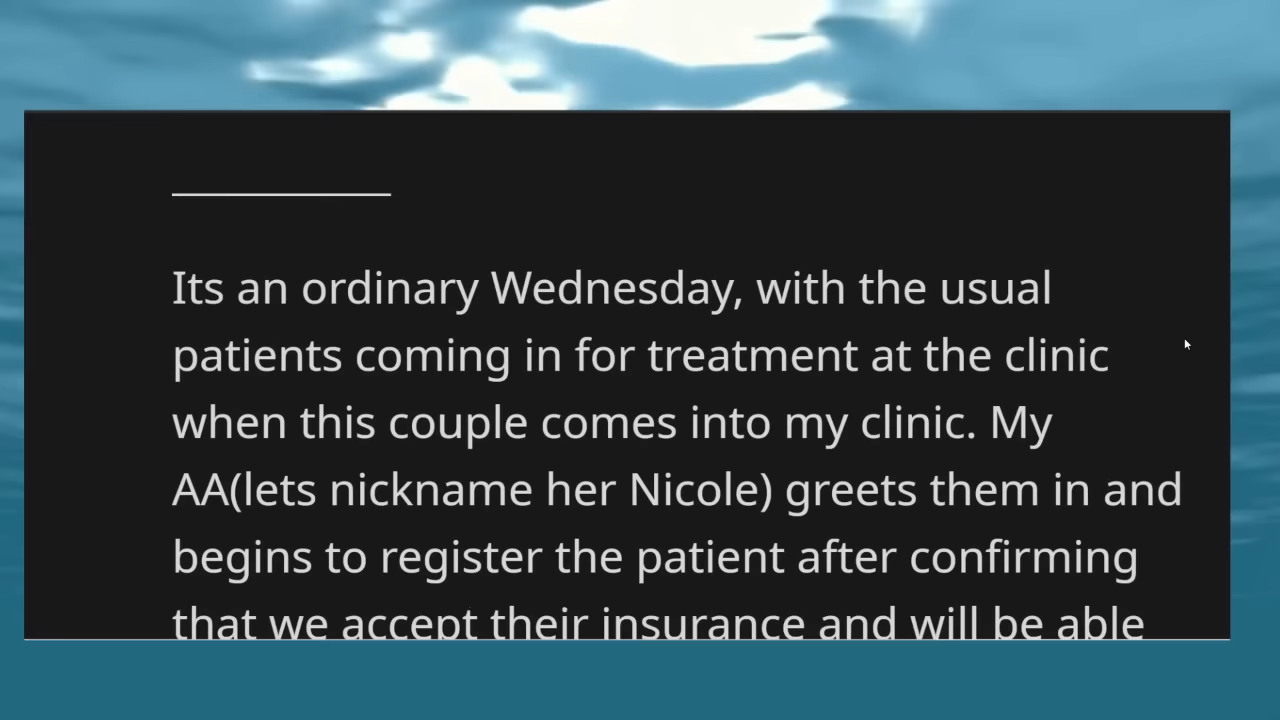 Its an ordinary Wednesday, with the usual
patients coming in for treatment at the clinic
when this couple comes into my clinic. My
AA(lets nickname her Nicole) greets them in and
begins to register the patient after confirming
that we accept their insurance and will be able